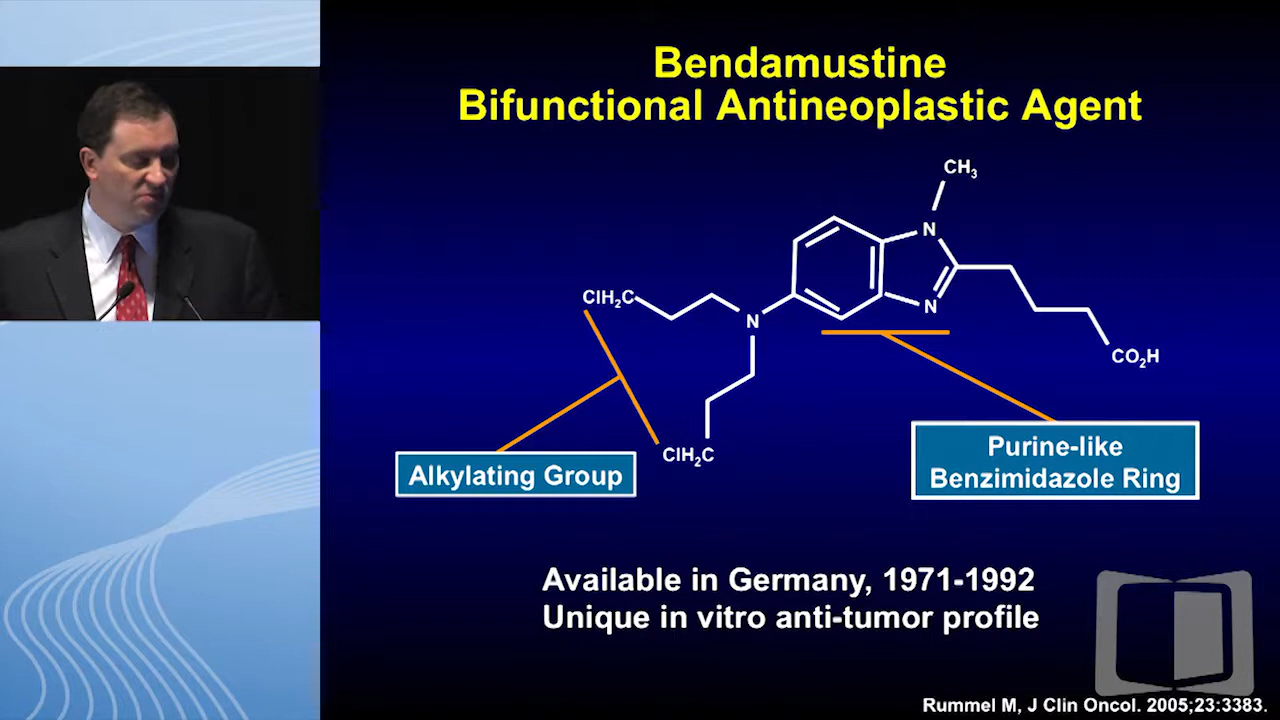 Bendamustine
Bifunctional Antineoplastic Agent
CH3
N
N
ClH2C
N
CO2H
ClH2C
Alkylating Group
Purine-like
Benzimidazole Ring
Available in Germany, 1971-1992
Unique in vitro anti-tumor profile
Rummel M, J Clin Oncol. 2005;23:3383.